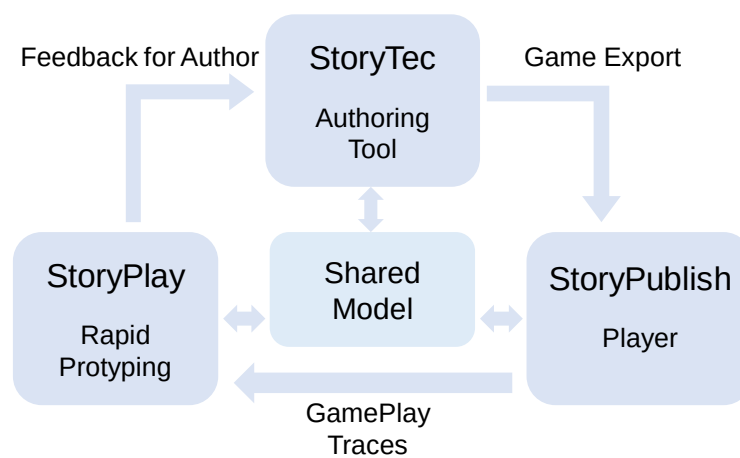 Feedback for Author
StoryTec
Game Export
Authoring
Tool
StoryPlay
Rapid
Protyping
Shared
Model
StoryPublish
Player
GamePlay
Traces